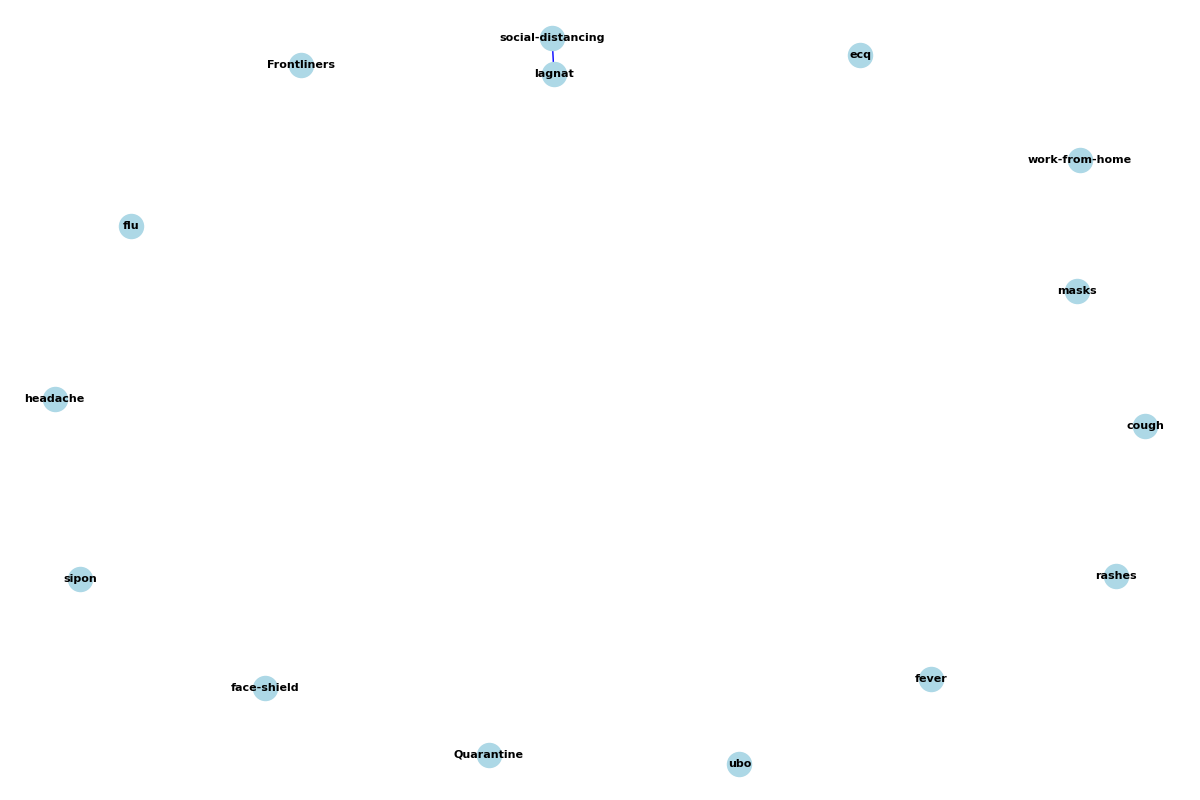 social-distancing
ecq
Frontliners
lagnat
work-from-home
flu
masks
headache
cough
rashes
sipon
fever
face-shield
Quarantine
ubo